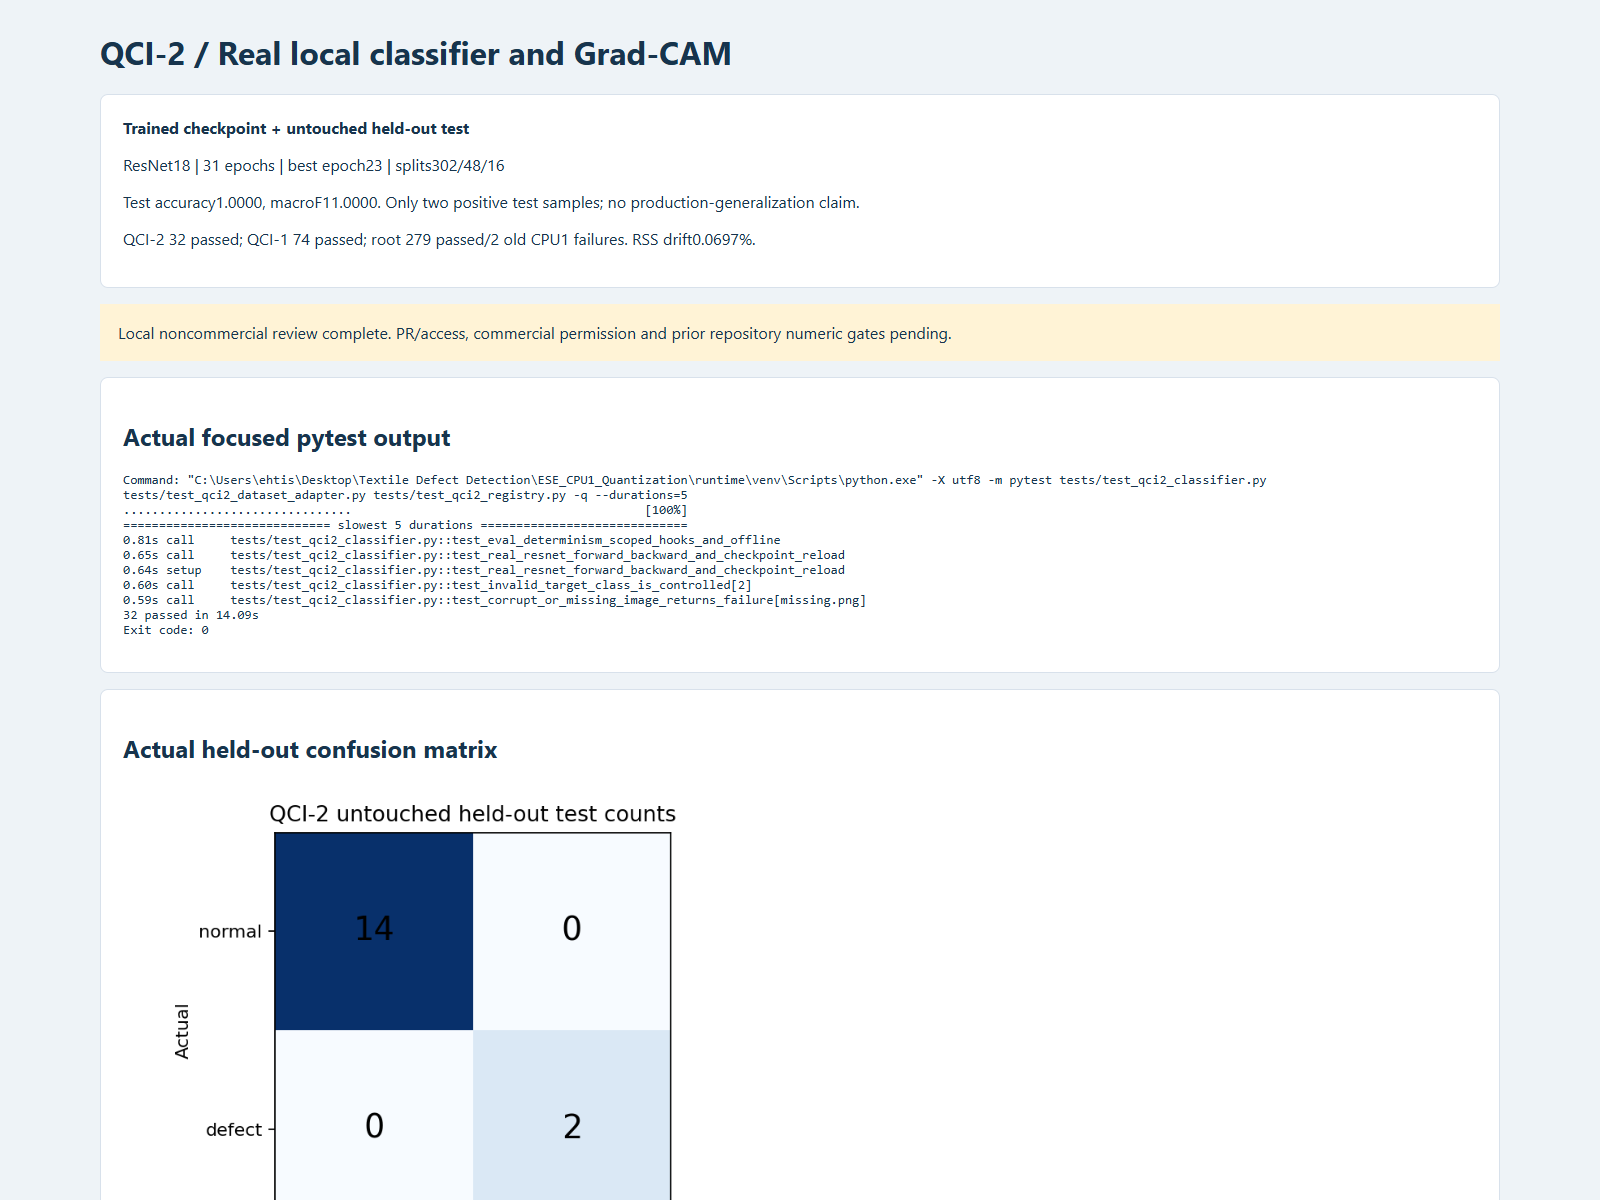 QCI-2 / Real local classifier and Grad-CAM
Trained checkpoint + untouched held-out test
ResNet18 | 31 epochs | best epoch23 | splits302/48/16
Test accuracy1.0000, macroF11.0000. Only two positive test samples; no production-generalization claim.
QCI-2 32 passed; QCI-1 74 passed; root 279 passed/2 old CPU1 failures. RSS drift0.0697%.
Local noncommercial review complete. PR/access, commercial permission and prior repository numeric gates pending.
Actual focused pytest output
Command: "C:\Users\ehtis\Desktop\Textile Defect Detection\ESE_CPU1_Quantization\runtime\venv\Scripts\python.exe" -X utf8 -m pytest tests/test_qci2_classifier.py
tests/test_qci2_dataset_adapter.py tests/test_qci2_registry.py -q --durations=5
................................                                         [100%]
============================= slowest 5 durations =============================
0.81s call     tests/test_qci2_classifier.py::test_eval_determinism_scoped_hooks_and_offline
0.65s call     tests/test_qci2_classifier.py::test_real_resnet_forward_backward_and_checkpoint_reload
0.64s setup    tests/test_qci2_classifier.py::test_real_resnet_forward_backward_and_checkpoint_reload
0.60s call     tests/test_qci2_classifier.py::test_invalid_target_class_is_controlled[2]
0.59s call     tests/test_qci2_classifier.py::test_corrupt_or_missing_image_returns_failure[missing.png]
32 passed in 14.09s
Exit code: 0
Actual held-out confusion matrix
QCI-2 untouched held-out test counts
14 0
normal
Actual
0 2
defect